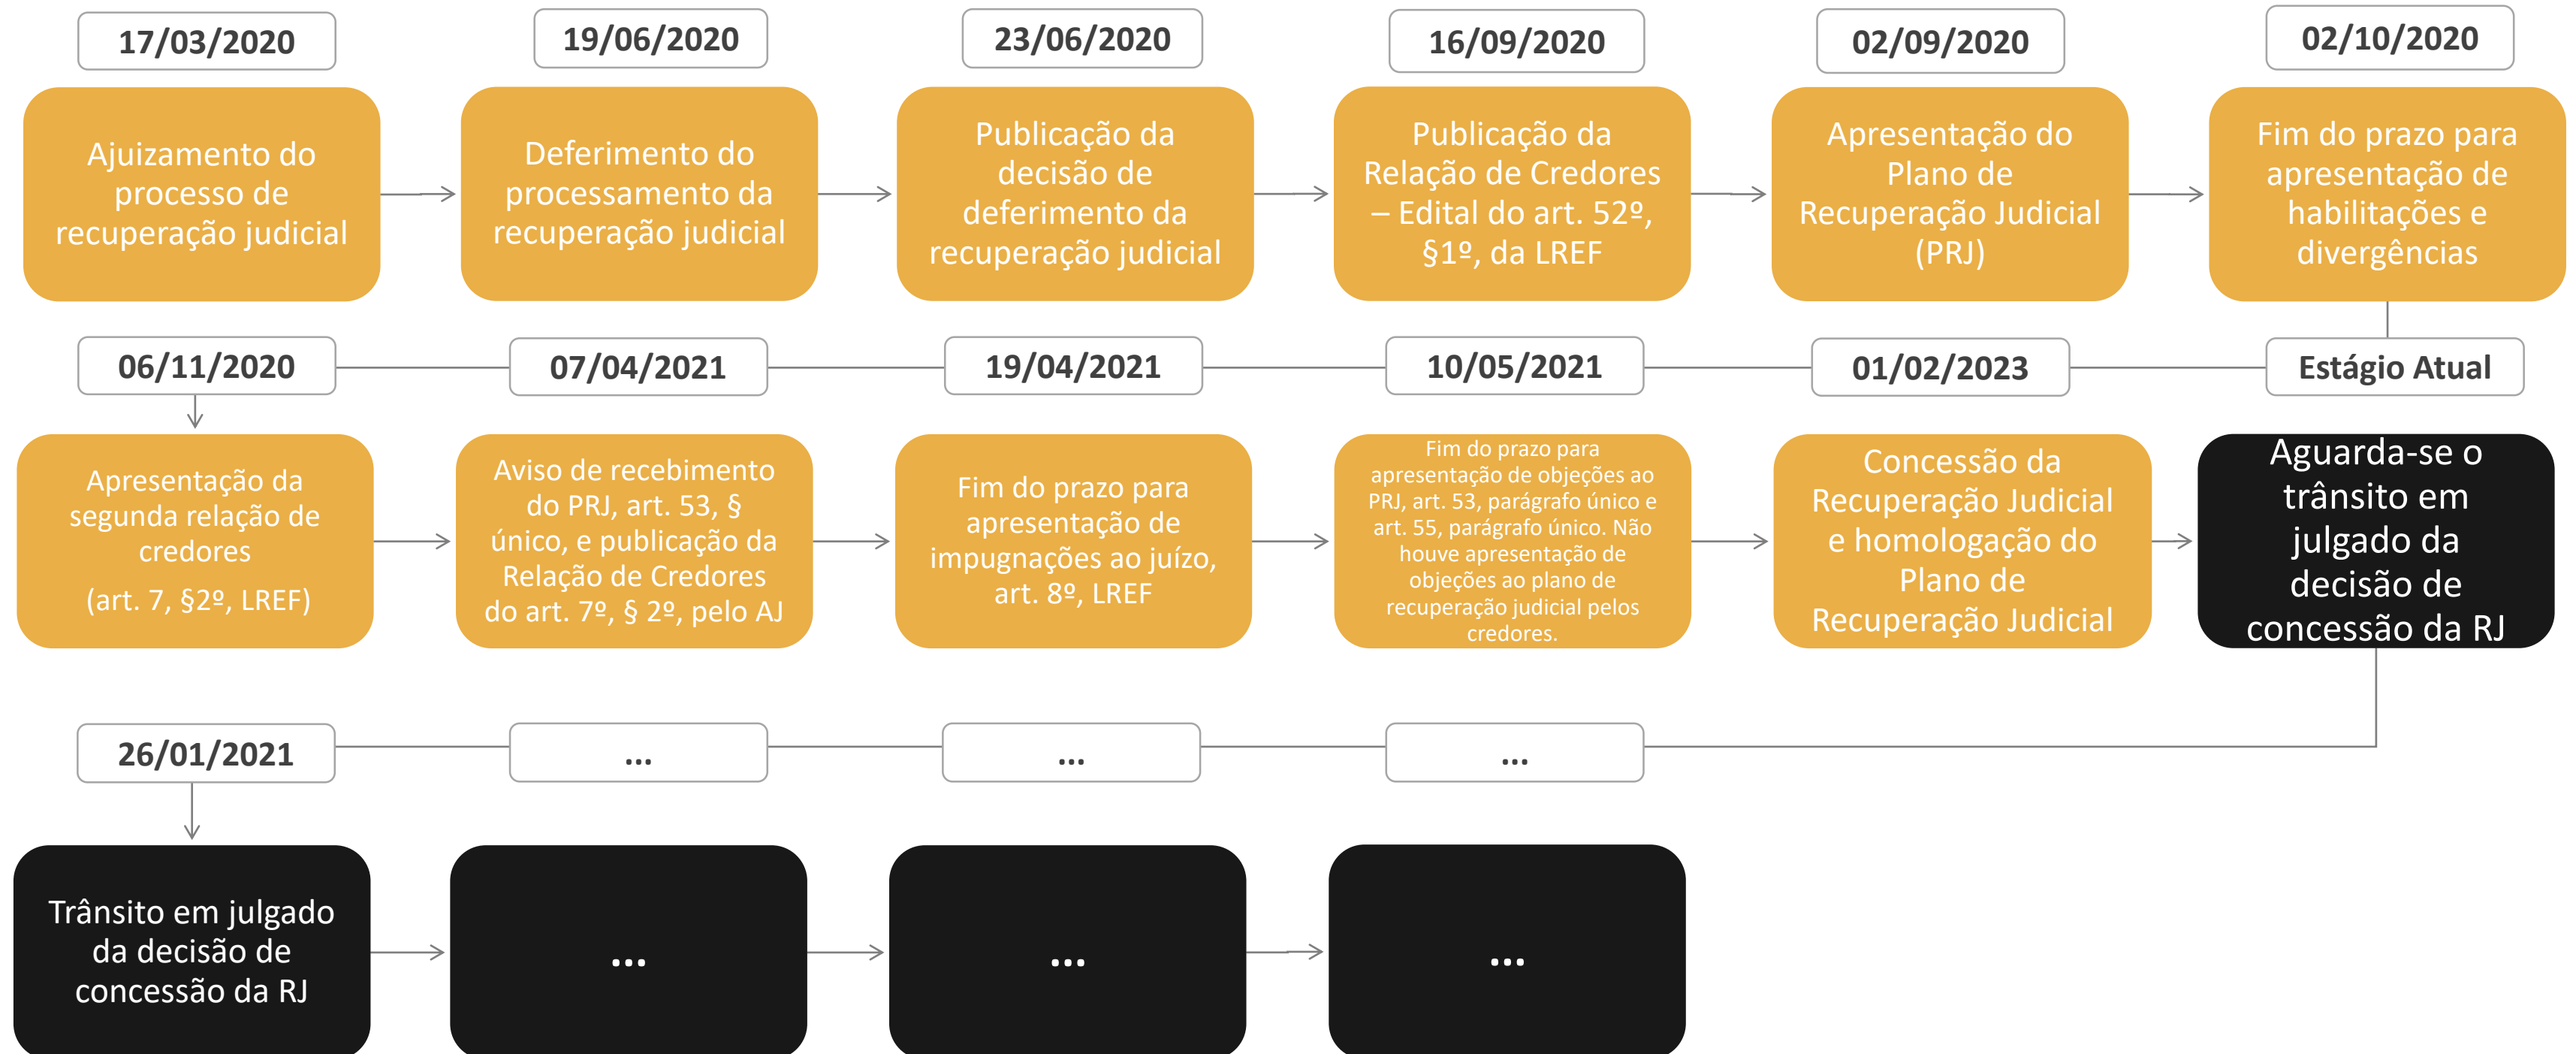 17/03/2020
19/06/2020
23/06/2020
16/09/2020
02/09/2020
02/10/2020
Ajuizamento do
processo de
recuperação judicial
Deferimento do
processamento da
recuperação judicial
Publicação da
decisão de
deferimento da
recuperação judicial
Publicação da
Relação de Credores
– Edital do art. 52º,
§1º, da LREF
Apresentação do
Plano de
Recuperação Judicial
(PRJ)
Fim do prazo para
apresentação de
habilitações e
divergências
06/11/2020
07/04/2021
19/04/2021
10/05/2021
01/02/2023
Estágio Atual
Apresentação da
segunda relação de
credores
(art. 7, §2º, LREF)
Aviso de recebimento
do PRJ, art. 53, §
único, e publicação da
Relação de Credores
do art. 7º, § 2º, pelo AJ
Fim do prazo para
apresentação de
impugnações ao juízo,
art. 8º, LREF
Fim do prazo para
apresentação de objeções ao
PRJ, art. 53, parágrafo único e
art. 55, parágrafo único. Não
houve apresentação de
objeções ao plano de
recuperação judicial pelos
credores.
Concessão da
Recuperação Judicial
e homologação do
Plano de
Recuperação Judicial
Aguarda-se o
trânsito em
julgado da
decisão de
concessão da RJ
26/01/2021
...
...
...
Trânsito em julgado
da decisão de
concessão da RJ
...
...
...